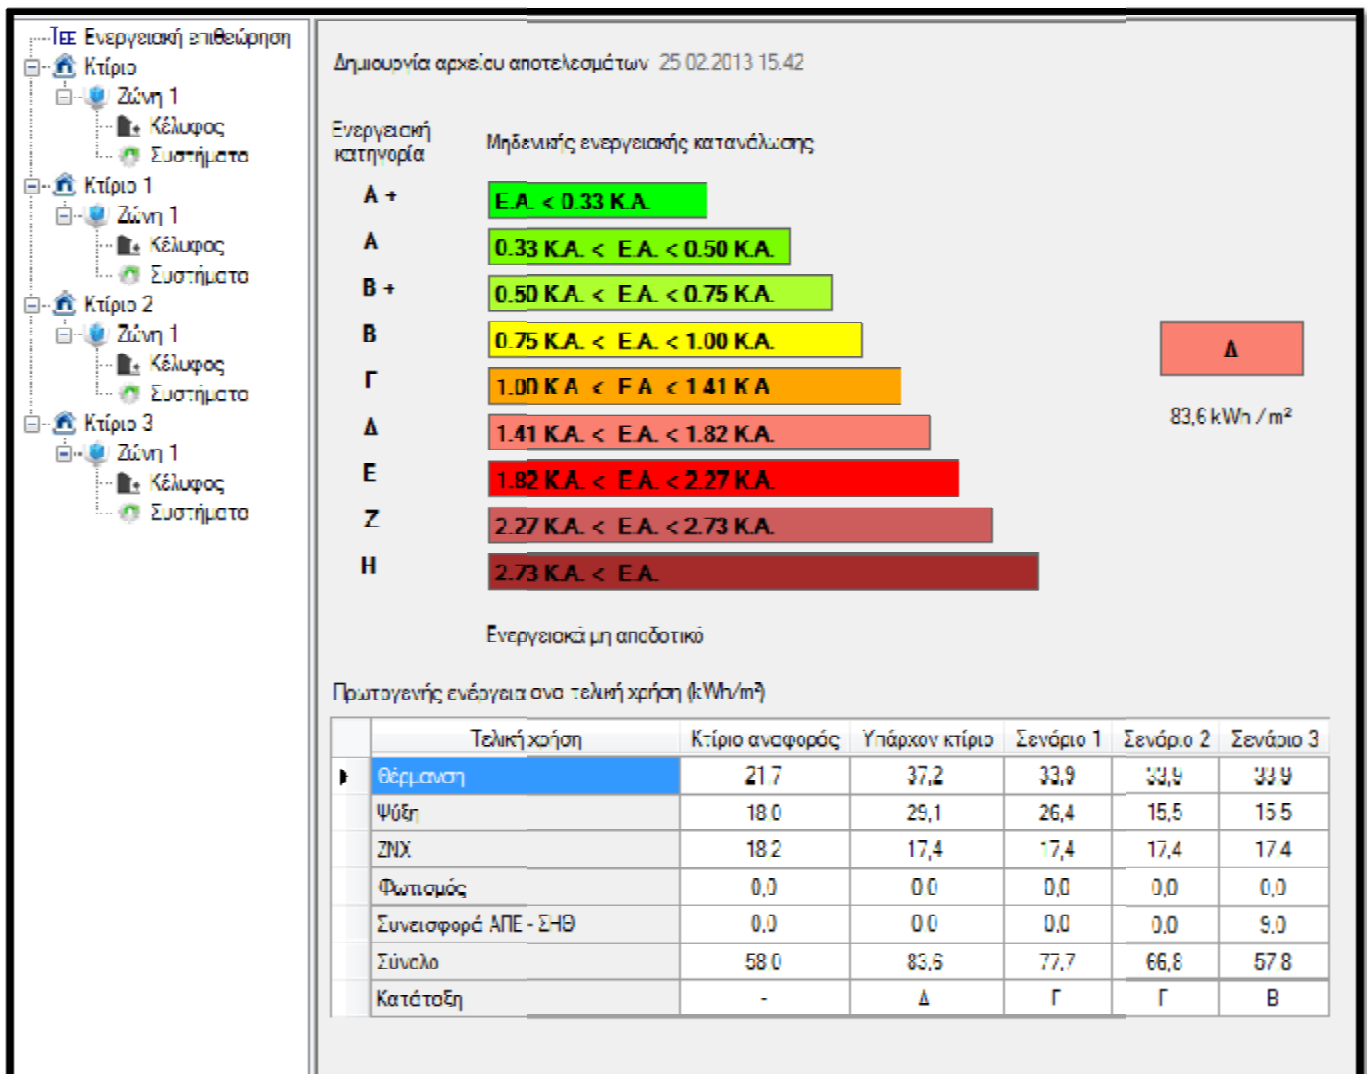 ΤΕΕ Ενεργειακή επιθεώρηση
Κτίριο
Ζώνη 1
Κέλυφος
Συστήματα
Κτίριο 1
Ζώνη 1
Κέλυφος
Συστήματα
Κτίριο 2
Ζώνη 1
Κέλυφος
Συστήματα
Κτίριο 3
Ζώνη 1
Κέλυφος
Συστήματα
Δημιουργία αρχείου αποτελεσμάτων 25.02.2013 15:42
Ενεργειακή κατηγορία
Μηδενικής ενεργειακής κατανάλωσης
Α + Ε.Α. < 0.33 Κ.Α.
Α 0.33 Κ.Α. < Ε.Α. < 0.50 Κ.Α.
Β + 0.50 Κ.Α. < Ε.Α. < 0.75 Κ.Α.
Β 0.75 Κ.Α. < Ε.Α. < 1.00 Κ.Α.
Γ 1.00 Κ.Α. < Ε.Α. < 1.41 Κ.Α.
Δ 1.41 Κ.Α. < Ε.Α. < 1.82 Κ.Α.
Ε 1.82 Κ.Α. < Ε.Α. < 2.27 Κ.Α.
Ζ 2.27 Κ.Α. < Ε.Α. < 2.73 Κ.Α.
Η 2.73 Κ.Α. < Ε.Α.
Δ
83,6 kWh / m²
Ενεργειακά μη αποδοτικό
Πρωτογενής ενέργεια ανα τελική χρήση (kWh/m²)
Τελική χρήση Κτίριο αναφοράς Υπάρχον κτίριο Σενάριο 1 Σενάριο 2 Σενάριο 3
Θέρμανση 21,7 37,2 33,9 33,9 33,9
Ψύξη 18,0 29,1 26,4 15,5 15,5
ΖΝΧ 18,2 17,4 17,4 17,4 17,4
Φωτισμός 0,0 0,0 0,0 0,0 0,0
Συνεισφορά ΑΠΕ - ΣΗΘ 0,0 0,0 0,0 0,0 9,0
Σύνολο 58,0 83,6 77,7 66,8 57,8
Κατάταξη - Δ Γ Γ Β